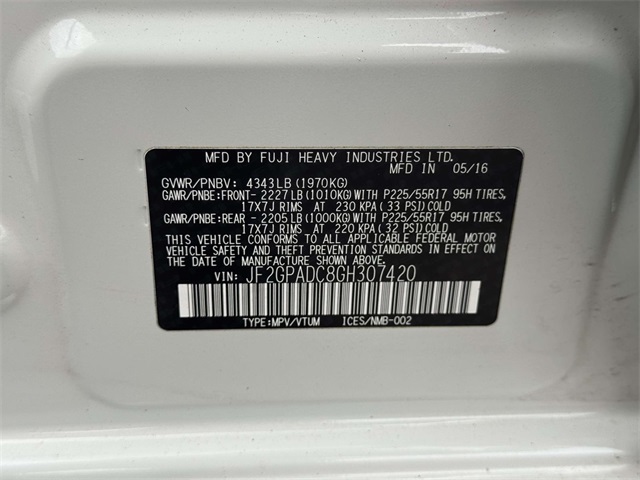 MFD BY FUJI HEAVY INDUSTRIES LTD.
MFD IN 05/16
GVWR/PNBV: 4343LB(1970KG)
GAWR/PNBE:FRONT- 2227LB(1010KG)WITH P225/55R17 95H TIRES,
17X7J RIMS AT 230 KPA(33 PSI)COLD
GAWR/PNBE:REAR - 2205LB(1000KG)WITH P225/55R17 95H TIRES,
17X7J RIMS AT 220 KPA(32 PSI)COLD
THIS VEHICLE CONFORMS TO ALL APPLICABLE FEDERAL MOTOR
VEHICLE SAFETY AND THEFT PREVENTION STANDARDS IN EFFECT ON
THE DATE OF MANUFACTURE SHOWN ABOVE.
VIN: JF2GPADC8GH307420
TYPE:MPV/VTUM ICES/NMB-002